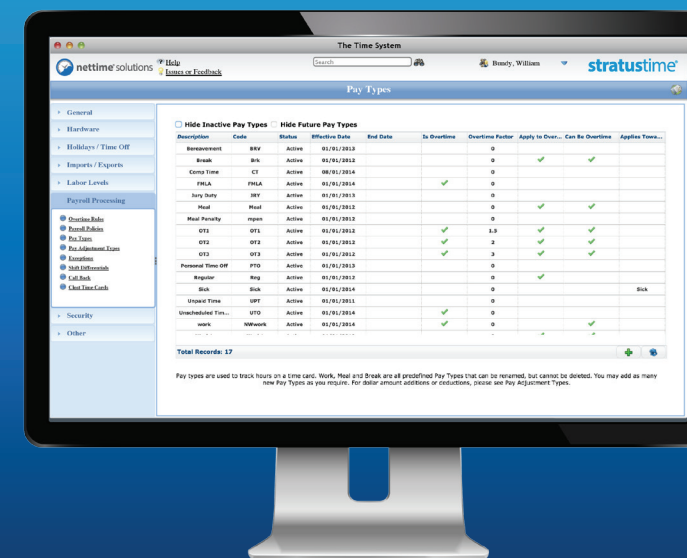 The Time System
nettime solutions
Help
Issues or Feedback
Search
Bundy, William
stratustime
Pay Types
General
Hardware
Holidays / Time Off
Imports / Exports
Labor Levels
Payroll Processing
Overtime Rules
Payroll Policies
Pay Types
Pay Adjustment Types
Exceptions
Shift Differentials
Call Back
Clear Time Cards
Security
Other
Hide Inactive Pay Types Hide Future Pay Types
Description Code Status Effective Date End Date Is Overtime Overtime Factor Apply to Over... Can Be Overtime Applies Towa...
Bereavement BRV Active 01/01/2013 0
Break Brk Active 01/01/2012 0
Comp Time CT Active 08/01/2014 0
FMLA FMLA Active 01/01/2014 0
Jury Duty JRY Active 01/01/2013 0
Meal Meal Active 01/01/2012 0
Meal Penalty mpen Active 01/01/2012 0
OT1 OT1 Active 01/01/2012 1.5
OT2 OT2 Active 01/01/2012 2
OT3 OT3 Active 01/01/2012 3
Personal Time Off PTO Active 01/01/2013 0
Regular Reg Active 01/01/2012 0
Sick Sick Active 01/01/2014 0 Sick
Unpaid Time UPT Active 01/01/2011 0
Unscheduled Tim... UTO Active 01/01/2014 0
work NWwork Active 01/01/2014 0
Total Records: 17
Pay types are used to track hours on a time card. Work, Meal and Break are all predefined Pay Types that can be renamed, but cannot be deleted. You may add as many
new Pay Types as you require. For dollar amount additions or deductions, please see Pay Adjustment Types.